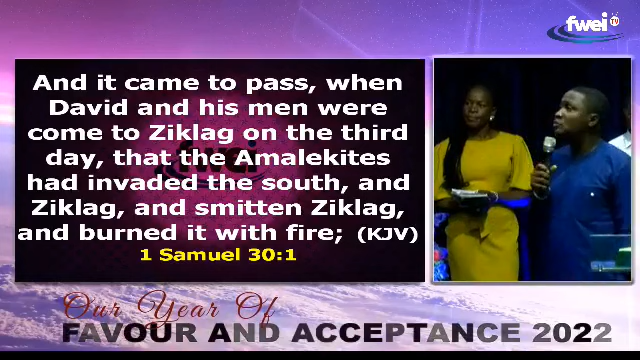 fwei TV
And it came to pass, when
David and his men were
come to Ziklag on the third
day, that the Amalekites
had invaded the south, and
Ziklag, and smitten Ziklag,
and burned it with fire; (KJV)
1 Samuel 30:1
fwei
Our Year Of
FAVOUR AND ACCEPTANCE 2022